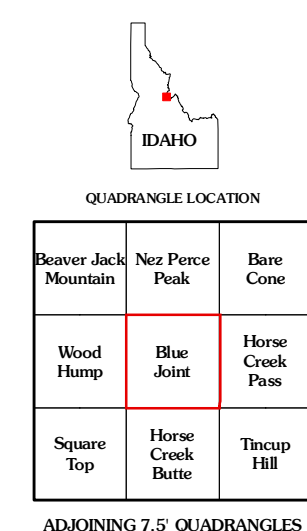 IDAHO
QUADRANGLE LOCATION
Beaver Jack Mountain
Nez Perce Peak
Bare Cone
Wood Hump
Blue Joint
Horse Creek Pass
Square Top
Horse Creek Butte
Tincup Hill
ADJOINING 7.5' QUADRANGLES